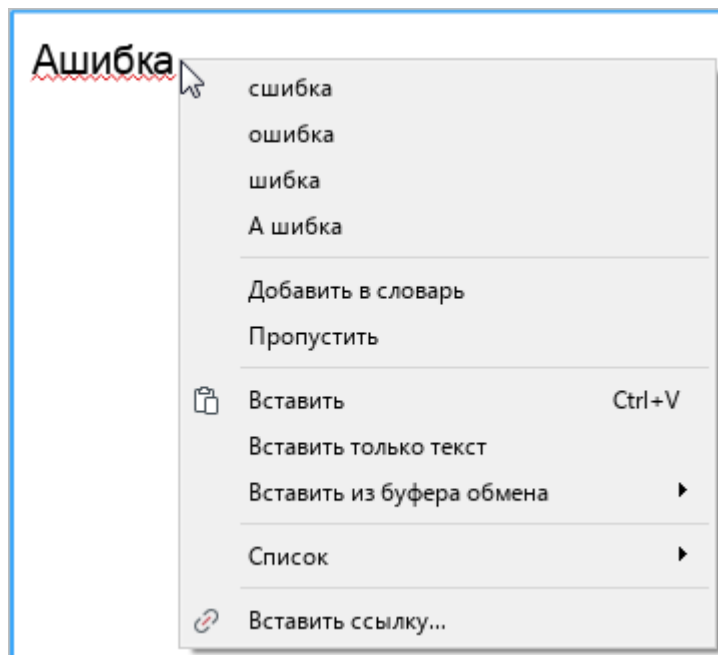 Ашибка
сшибка
ошибка
шибка
А шибка
Добавить в словарь
Пропустить
Вставить Ctrl+V
Вставить только текст
Вставить из буфера обмена
Список
Вставить ссылку...